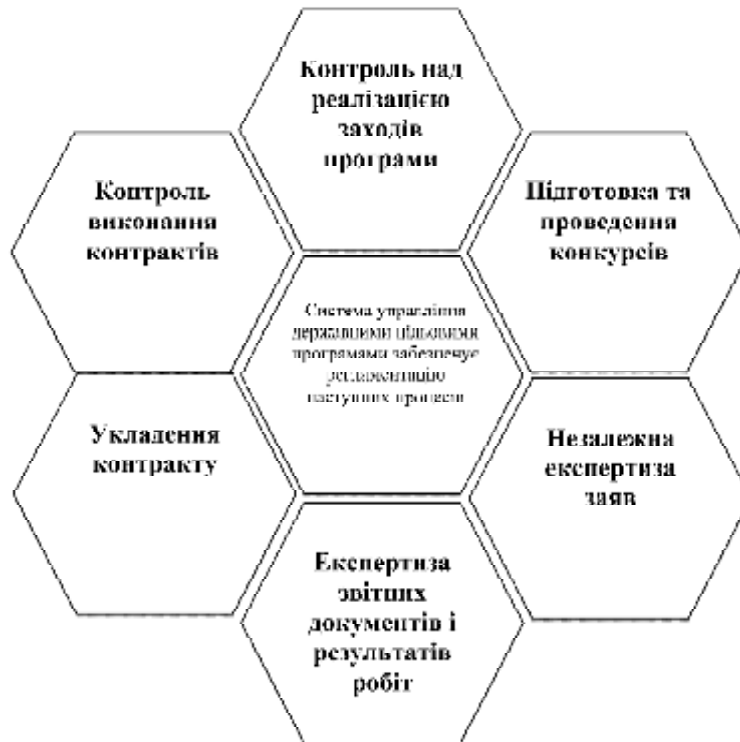 Контроль над
реалізацією
заходів
програми
Контроль
виконання
контрактів
Підготовка та
проведення
конкурсів
Система управління
державними цільовими
програмами забезпечує
регламентацію
наступних процесів
Укладення
контракту
Незалежна
експертиза
заяв
Експертиза
звітних
документів і
результатів
робіт